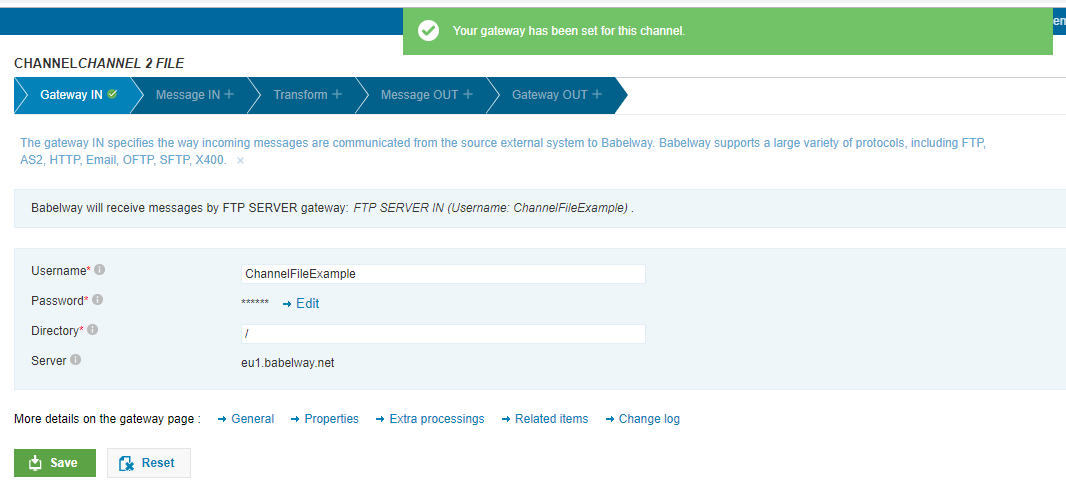 Your gateway has been set for this channel.
en
CHANNELCHANNEL 2 FILE
Gateway IN
Message IN +
Transform +
Message OUT +
Gateway OUT +
The gateway IN specifies the way incoming messages are communicated from the source external system to Babelway. Babelway supports a large variety of protocols, including FTP,
AS2, HTTP, Email, OFTP, SFTP, X400. ×
Babelway will receive messages by FTP SERVER gateway: FTP SERVER IN (Username: ChannelFileExample) .
Username* ChannelFileExample
Password* ****** → Edit
Directory* /
Server eu1.babelway.net
More details on the gateway page : → General → Properties → Extra processings → Related items → Change log
Save Reset